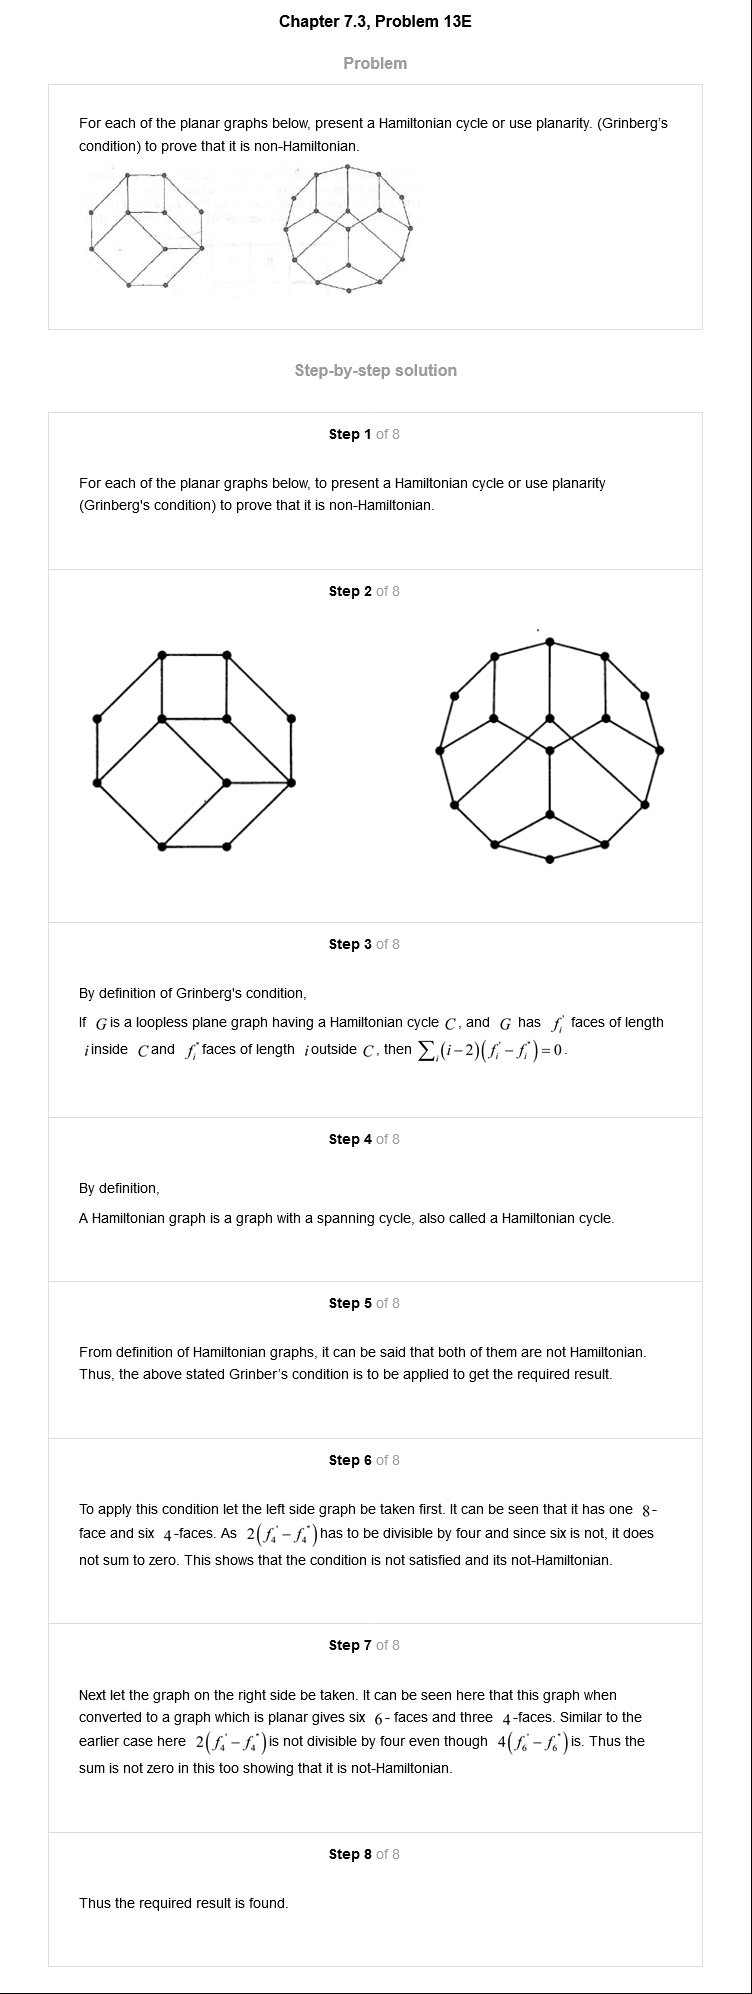 Chapter 7.3, Problem 13E
Problem
For each of the planar graphs below, present a Hamiltonian cycle or use planarity. (Grinberg's
condition) to prove that it is non-Hamiltonian.
Step-by-step solution
Step 1 of 8
For each of the planar graphs below, to present a Hamiltonian cycle or use planarity
(Grinberg's condition) to prove that it is non-Hamiltonian.
Step 2 of 8
Step 3 of 8
By definition of Grinberg's condition,
If G is a loopless plane graph having a Hamiltonian cycle C, and G has f_i' faces of length
i inside C and f_i" faces of length i outside C, then ∑_i(i−2)(f_i' − f_i")=0.
Step 4 of 8
By definition,
A Hamiltonian graph is a graph with a spanning cycle, also called a Hamiltonian cycle.
Step 5 of 8
From definition of Hamiltonian graphs, it can be said that both of them are not Hamiltonian.
Thus, the above stated Grinber's condition is to be applied to get the required result.
Step 6 of 8
To apply this condition let the left side graph be taken first. It can be seen that it has one 8-
face and six 4-faces. As 2(f_4' − f_4") has to be divisible by four and since six is not, it does
not sum to zero. This shows that the condition is not satisfied and its not-Hamiltonian.
Step 7 of 8
Next let the graph on the right side be taken. It can be seen here that this graph when
converted to a graph which is planar gives six 6- faces and three 4-faces. Similar to the
earlier case here 2(f_4' − f_4") is not divisible by four even though 4(f_6' − f_6") is. Thus the
sum is not zero in this too showing that it is not-Hamiltonian.
Step 8 of 8
Thus the required result is found.